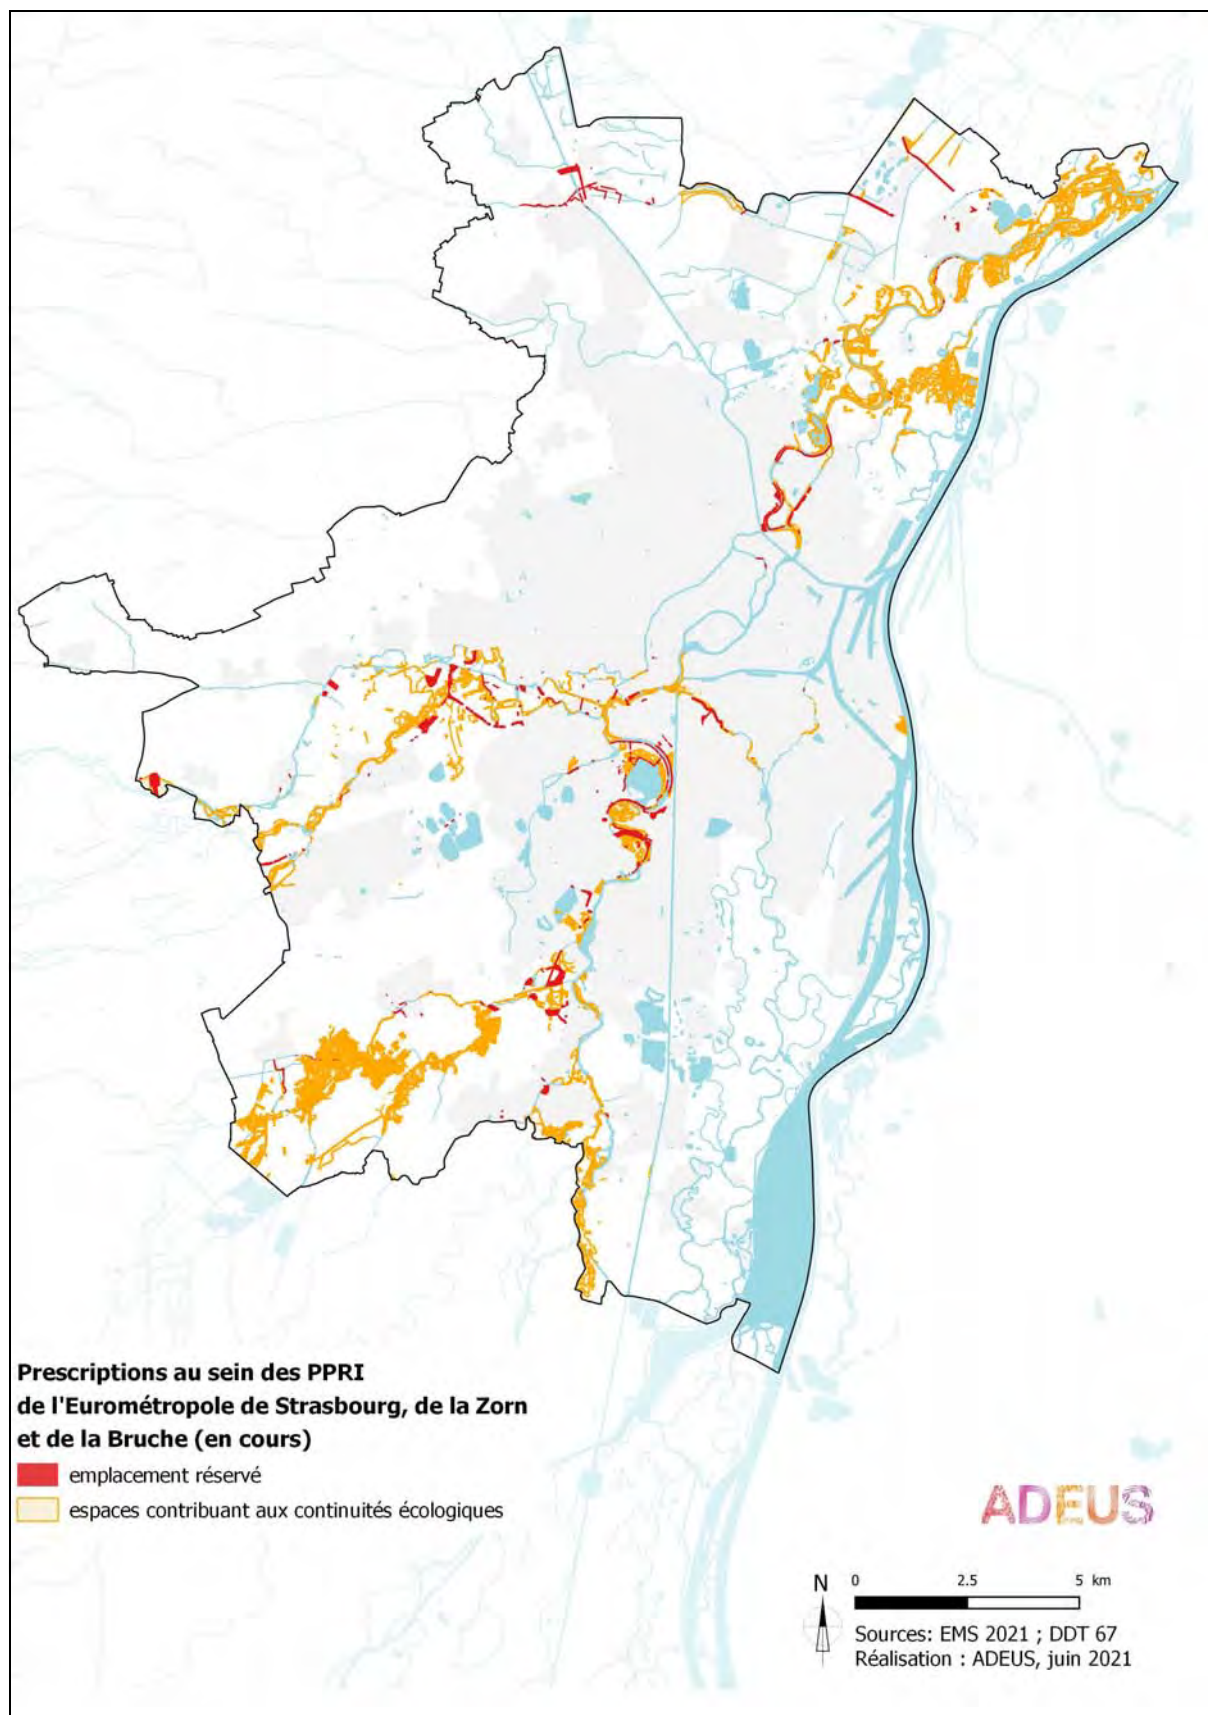 Prescriptions au sein des PPRI
de l'Eurométropole de Strasbourg, de la Zorn
et de la Bruche (en cours)
emplacement réservé
espaces contribuant aux continuités écologiques
ADEUS
N
0 2.5 5 km
Sources: EMS 2021 ; DDT 67
Réalisation : ADEUS, juin 2021